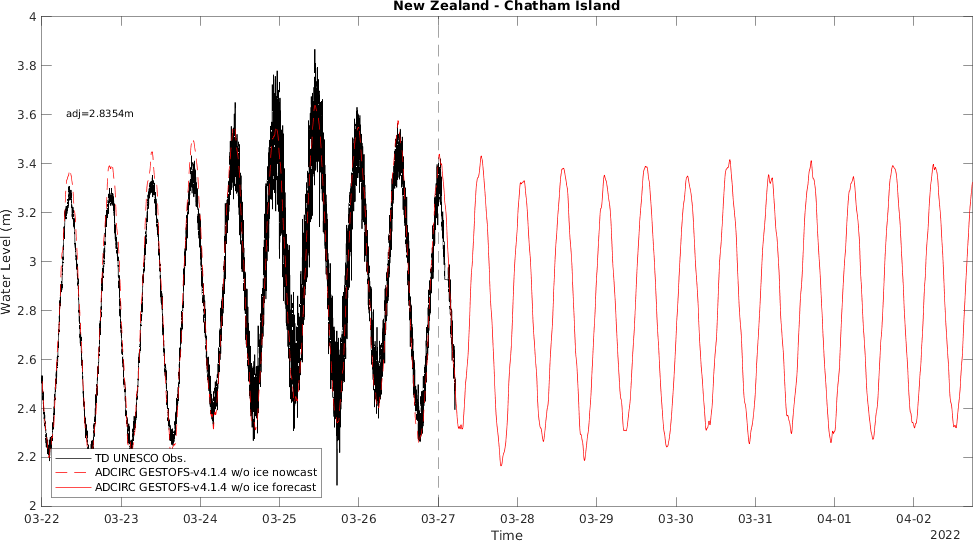 New Zealand - Chatham Island
4
3.8
3.6
3.4
3.2
3
2.8
2.6
2.4
2.2
2
Water Level (m)
adj=2.8354m
TD UNESCO Obs.
ADCIRC GESTOFS-v4.1.4 w/o ice nowcast
ADCIRC GESTOFS-v4.1.4 w/o ice forecast
03-22 03-23 03-24 03-25 03-26 03-27 03-28 03-29 03-30 03-31 04-01 04-02
Time
2022